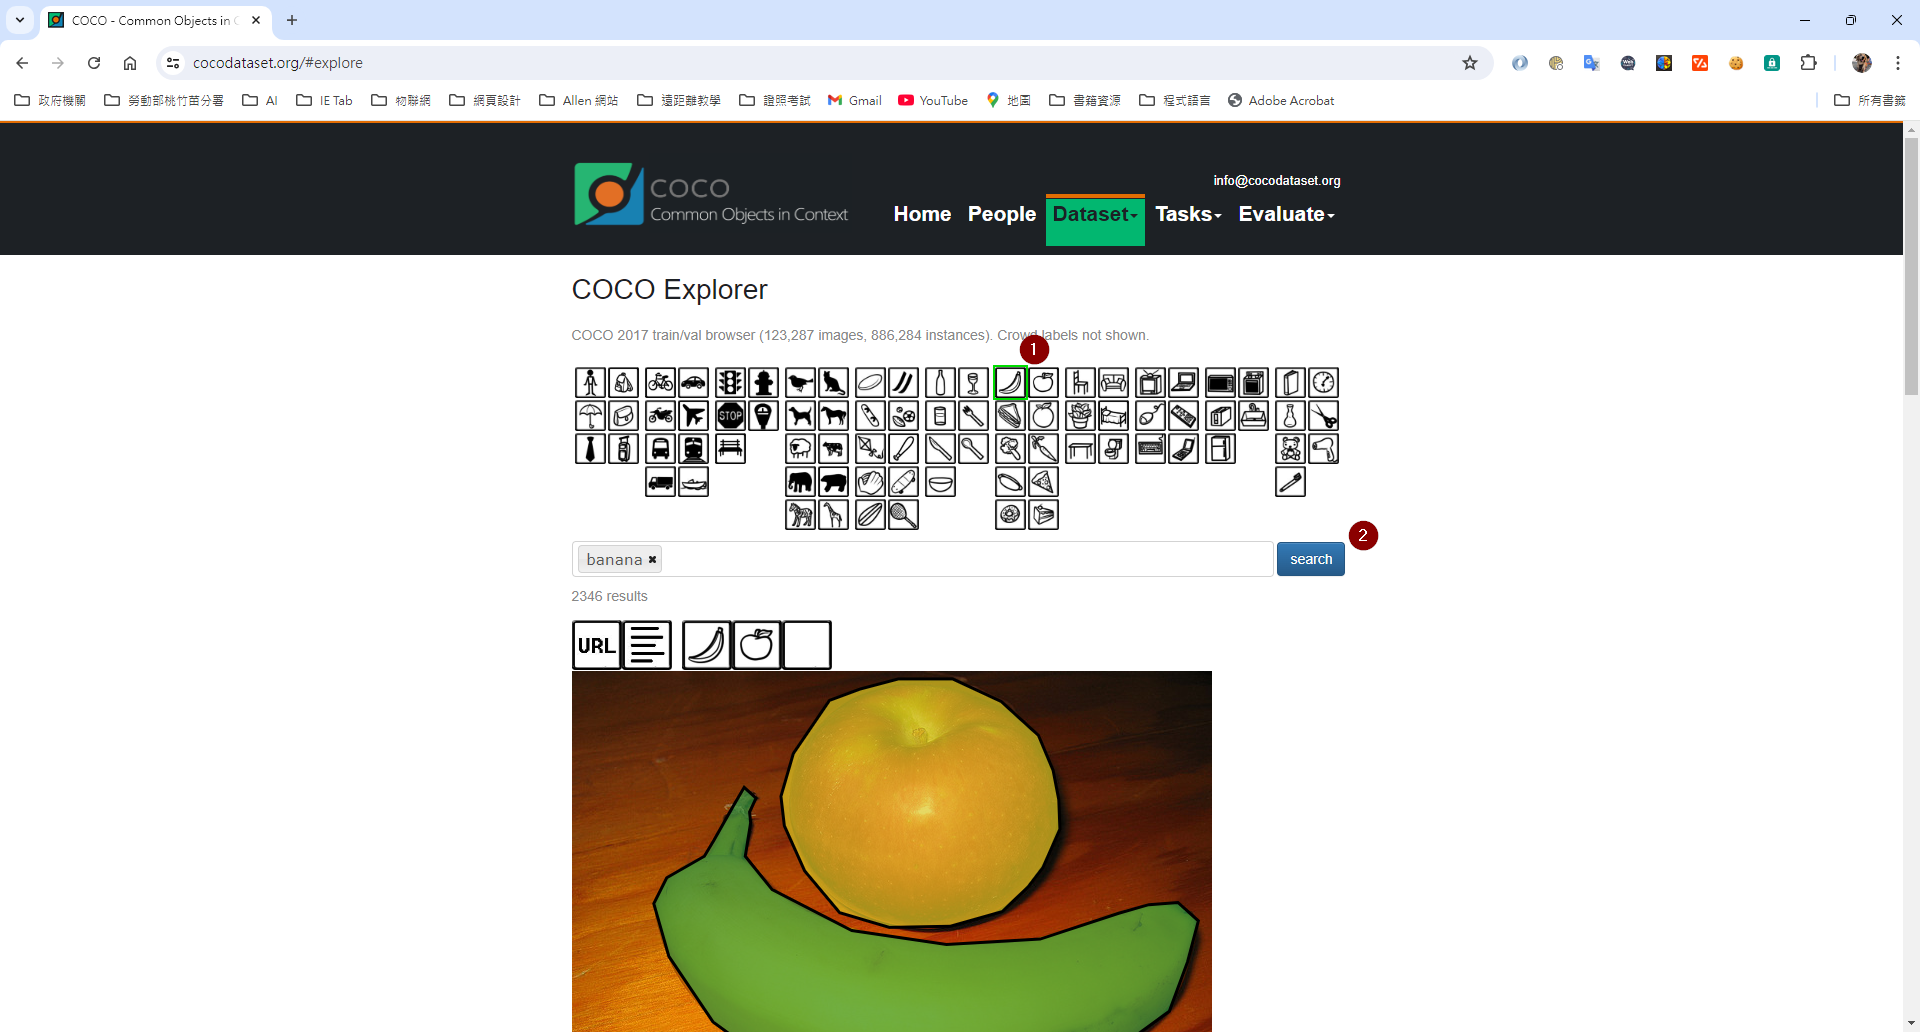 COCO - Common Objects in C
cocodataset.org/#explore
政府機關
勞動部桃竹苗分署
AI
IE Tab
物聯網
網頁設計
Allen 網站
遠距離教學
證照考試
Gmail
YouTube
地圖
書籍資源
程式語言
Adobe Acrobat
所有書籤
COCO
Common Objects in Context
info@cocodataset.org
Home People Dataset Tasks Evaluate
COCO Explorer
COCO 2017 train/val browser (123,287 images, 886,284 instances). Crowd labels not shown.
1
STOP
2
banana
search
2346 results
URL